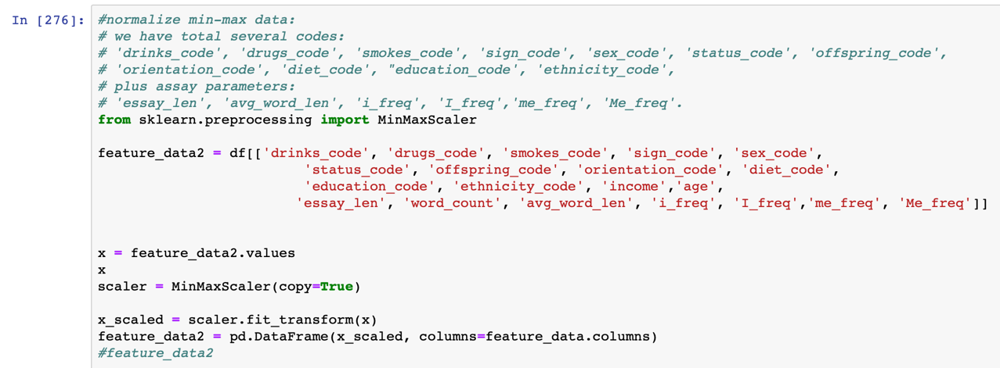 In [276]: #normalize min-max data:
# we have total several codes:
# 'drinks_code', 'drugs_code', 'smokes_code', 'sign_code', 'sex_code', 'status_code', 'offspring_code',
# 'orientation_code', 'diet_code', "education_code', 'ethnicity_code',
# plus assay parameters:
# 'essay_len', 'avg_word_len', 'i_freq', 'I_freq','me_freq', 'Me_freq'.
from sklearn.preprocessing import MinMaxScaler
feature_data2 = df[['drinks_code', 'drugs_code', 'smokes_code', 'sign_code', 'sex_code',
'status_code', 'offspring_code', 'orientation_code', 'diet_code',
'education_code', 'ethnicity_code', 'income','age',
'essay_len', 'word_count', 'avg_word_len', 'i_freq', 'I_freq','me_freq', 'Me_freq']]
x = feature_data2.values
x
scaler = MinMaxScaler(copy=True)
x_scaled = scaler.fit_transform(x)
feature_data2 = pd.DataFrame(x_scaled, columns=feature_data.columns)
#feature_data2